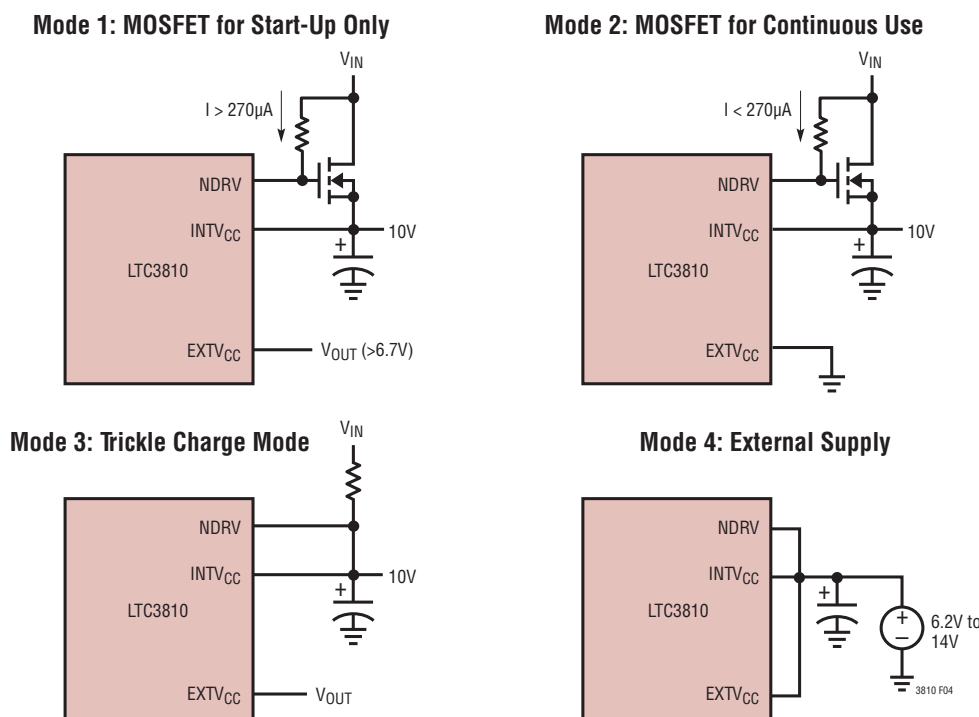 Mode 1: MOSFET for Start-Up Only
VIN
I > 270µA
NDRV
INTVCC
10V
+
LTC3810
EXTVCC
VOUT (>6.7V)
Mode 2: MOSFET for Continuous Use
VIN
I < 270µA
NDRV
INTVCC
10V
+
LTC3810
EXTVCC
Mode 3: Trickle Charge Mode
VIN
NDRV
INTVCC
10V
+
LTC3810
EXTVCC
VOUT
Mode 4: External Supply
NDRV
INTVCC
+
LTC3810
+
–
6.2V to
14V
EXTVCC
3810 F04